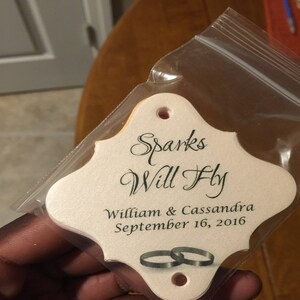 Sparks
Will Fly
William & Cassandra
September 16, 2016